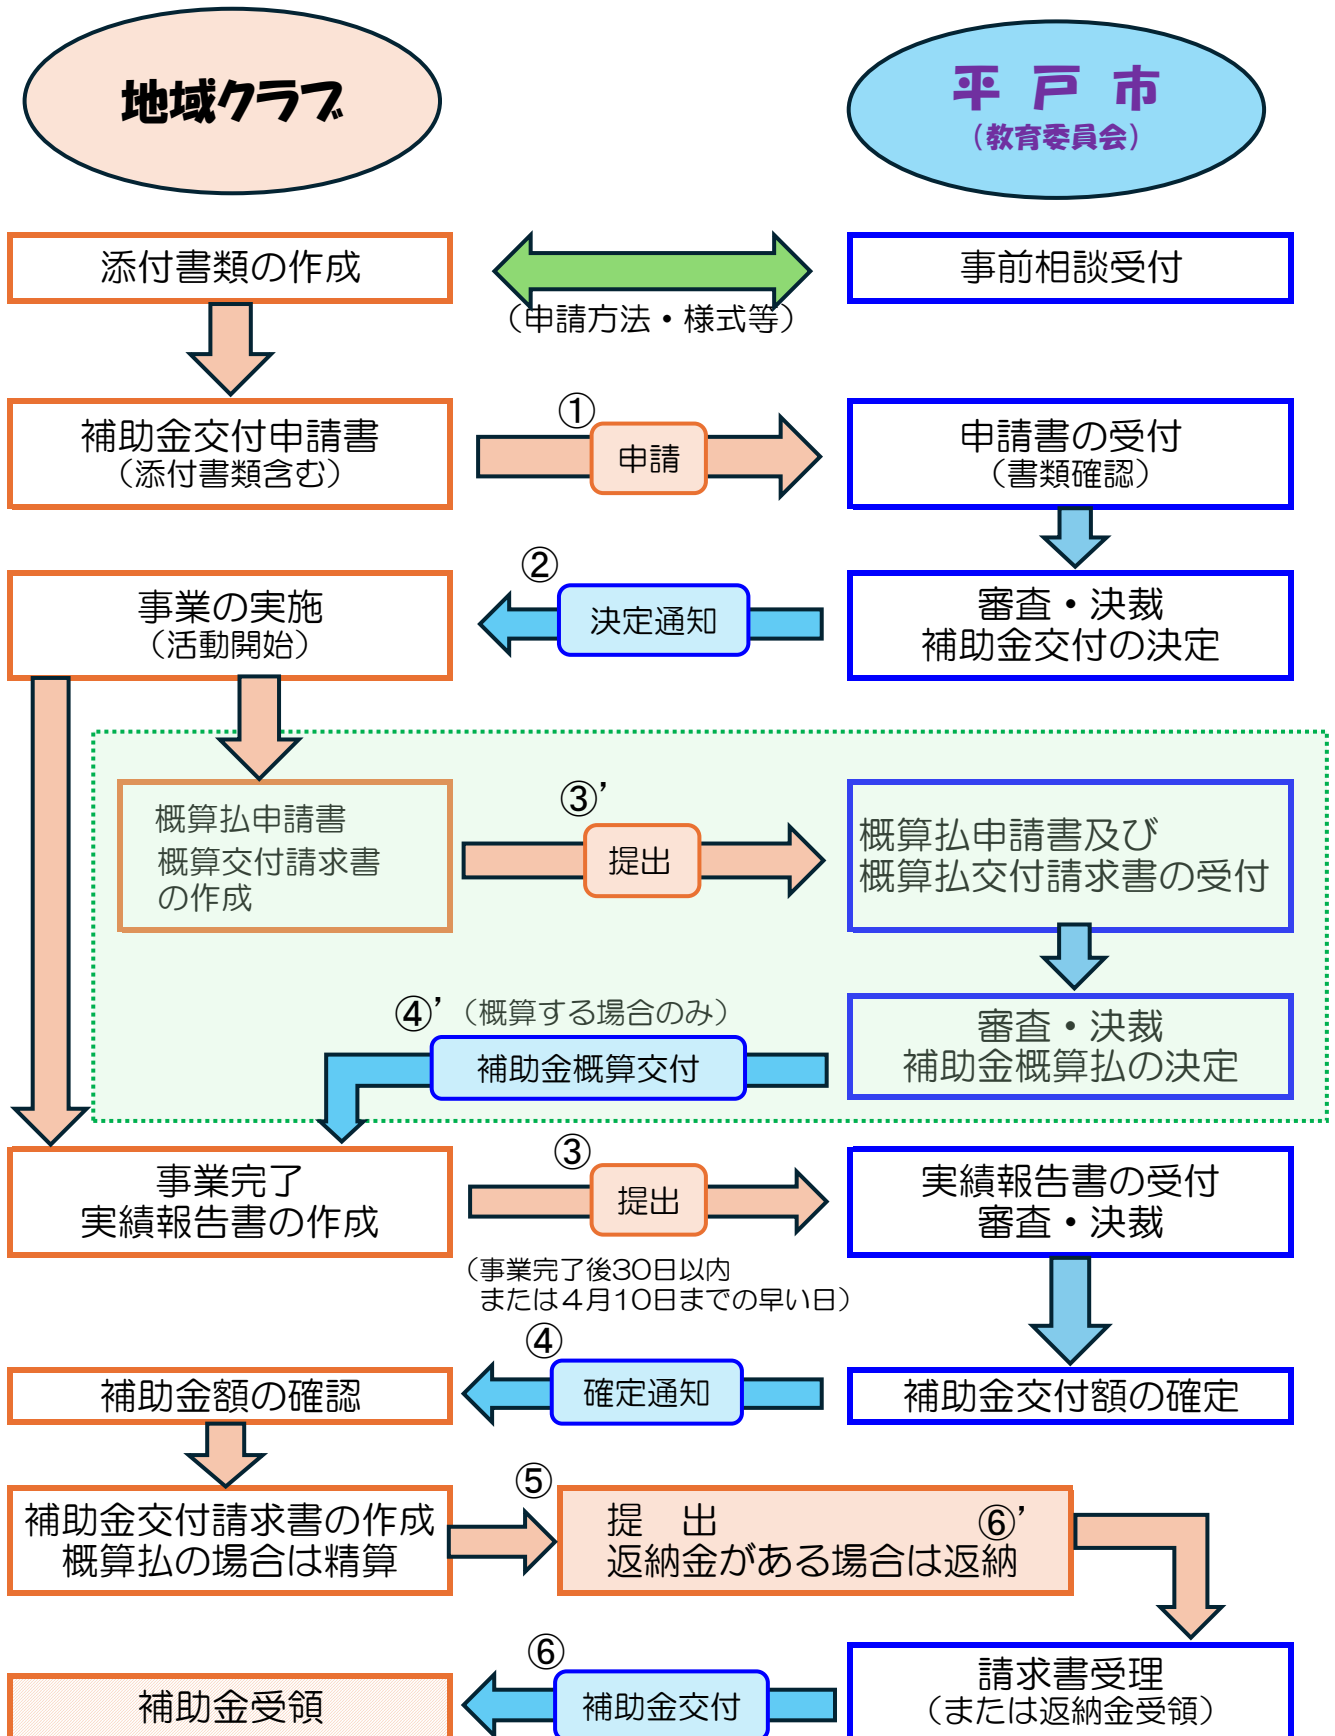 地域クラブ
平戸市
（教育委員会）
添付書類の作成
事前相談受付
（申請方法・様式等）
補助金交付申請書
（添付書類含む）
①
申請
申請書の受付
（書類確認）
事業の実施
（活動開始）
②
決定通知
審査・決裁
補助金交付の決定
概算払申請書
概算交付請求書
の作成
③’
提出
概算払申請書及び
概算払交付請求書の受付
④’（概算する場合のみ）
補助金概算交付
審査・決裁
補助金概算払の決定
事業完了
実績報告書の作成
③
提出
（事業完了後30日以内
または４月10日までの早い日）
実績報告書の受付
審査・決裁
補助金額の確認
④
確定通知
補助金交付額の確定
補助金交付請求書の作成
概算払の場合は精算
⑤
提　出　⑥’
返納金がある場合は返納
補助金受領
⑥
補助金交付
請求書受理
（または返納金受領）